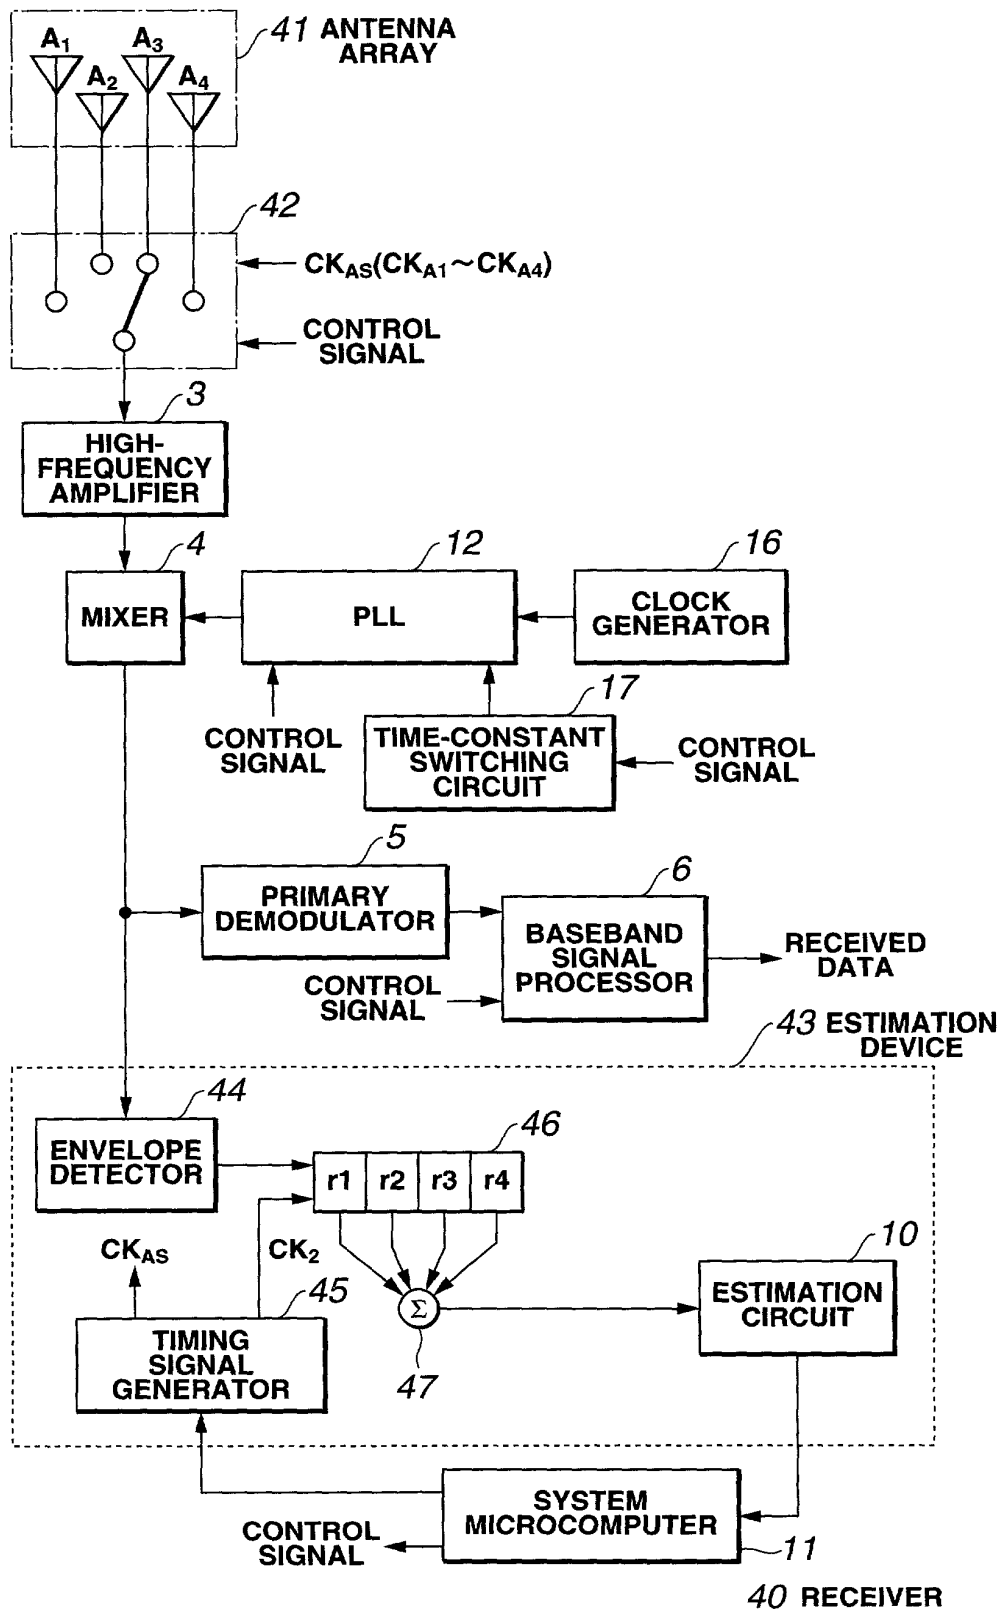 41 ANTENNA
ARRAY
A1
A3
A2
A4
42
CKAS(CKA1～CKA4)
CONTROL
SIGNAL
3
HIGH-
FREQUENCY
AMPLIFIER
4
12
16
MIXER
PLL
CLOCK
GENERATOR
17
CONTROL
SIGNAL
TIME-CONSTANT
SWITCHING
CIRCUIT
CONTROL
SIGNAL
5
PRIMARY
DEMODULATOR
6
BASEBAND
SIGNAL
PROCESSOR
RECEIVED
DATA
CONTROL
SIGNAL
43 ESTIMATION
DEVICE
44
ENVELOPE
DETECTOR
46
r1 r2 r3 r4
CKAS
CK2
45
TIMING
SIGNAL
GENERATOR
Σ
47
10
ESTIMATION
CIRCUIT
SYSTEM
MICROCOMPUTER
11
CONTROL
SIGNAL
40 RECEIVER